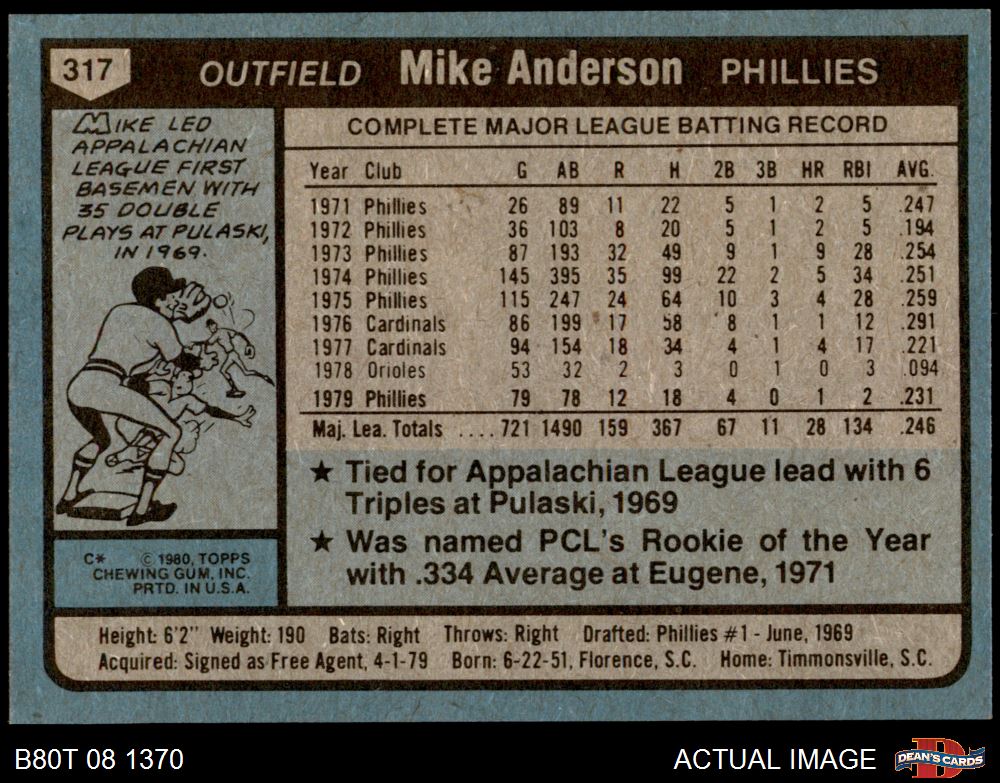 317 OUTFIELD Mike Anderson PHILLIES
MIKE LED
APPALACHIAN
LEAGUE FIRST
BASEMEN WITH
35 DOUBLE
PLAYS AT PULASKI,
IN 1969.
C* © 1980, TOPPS
CHEWING GUM, INC.
PRTD. IN U.S.A.
COMPLETE MAJOR LEAGUE BATTING RECORD
Year Club G AB R H 2B 3B HR RBI AVG.
1971 Phillies 26 89 11 22 5 1 2 5 .247
1972 Phillies 36 103 8 20 5 1 2 5 .194
1973 Phillies 87 193 32 49 9 1 9 28 .254
1974 Phillies 145 395 35 99 22 2 5 34 .251
1975 Phillies 115 247 24 64 10 3 4 28 .259
1976 Cardinals 86 199 17 58 8 1 1 12 .291
1977 Cardinals 94 154 18 34 4 1 4 17 .221
1978 Orioles 53 32 2 3 0 1 0 3 .094
1979 Phillies 79 78 12 18 4 0 1 2 .231
Maj. Lea. Totals .... 721 1490 159 367 67 11 28 134 .246
★ Tied for Appalachian League lead with 6
Triples at Pulaski, 1969
★ Was named PCL's Rookie of the Year
with .334 Average at Eugene, 1971
Height: 6'2" Weight: 190 Bats: Right Throws: Right Drafted: Phillies #1 - June, 1969
Acquired: Signed as Free Agent, 4-1-79 Born: 6-22-51, Florence, S.C. Home: Timmonsville, S.C.
B80T 08 1370 ACTUAL IMAGE DEAN'S CARDS